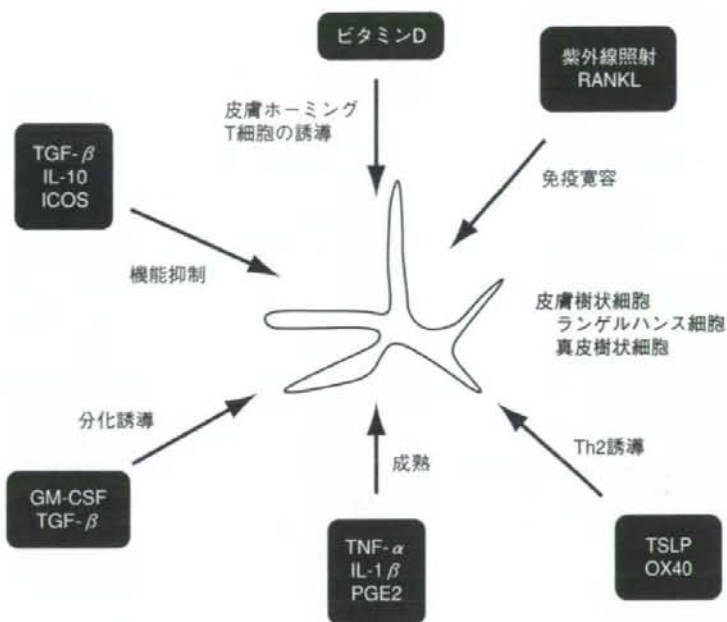 ビタミンD
紫外線照射
RANKL
皮膚ホーミング
T細胞の誘導
TGF-β
IL-10
ICOS
免疫寛容
機能抑制
皮膚樹状細胞
ランゲルハンス細胞
真皮樹状細胞
分化誘導
成熟
Th2誘導
GM-CSF
TGF-β
TNF-α
IL-1β
PGE2
TSLP
OX40